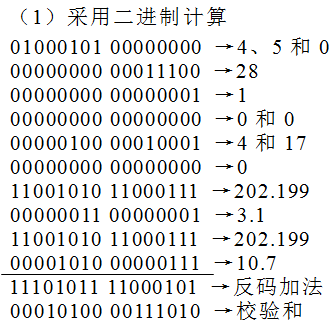 （1）采用二进制计算
01000101 00000000 →4、5 和 0
00000000 00011100 →28
00000000 00000001 →1
00000000 00000000 →0 和 0
00000100 00010001 →4 和 17
00000000 00000000 →0
11001010 11000111 →202.199
00000011 00000001 →3.1
11001010 11000111 →202.199
00001010 00000111 →10.7
11101011 11000101 →反码加法
00010100 00111010 →校验和